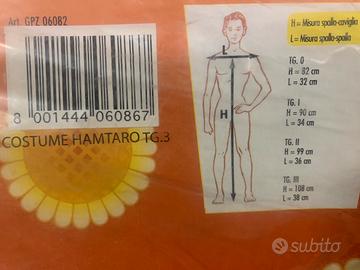 Art. GPZ 06082
8 001444 060867
COSTUME HAMTARO TG.3
H = Misura spalla-caviglia
L = Misura spalla-spalla
L
H
TG. 0
H = 82 cm
L = 32 cm
TG. I
H = 90 cm
L = 34 cm
TG. II
H = 99 cm
L = 36 cm
TG. III
H = 108 cm
L = 38 cm
subito